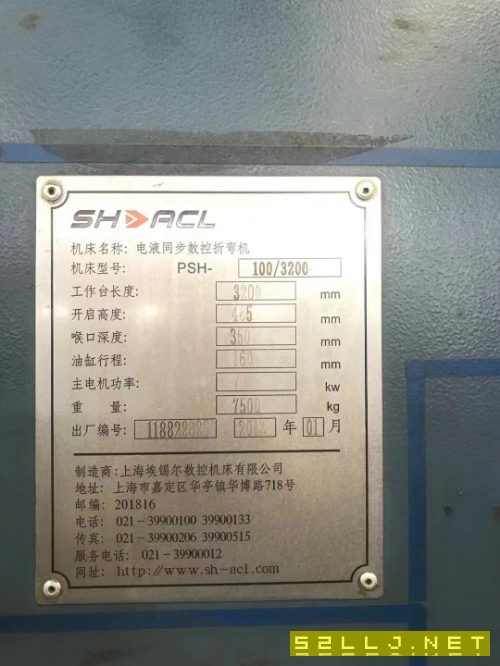 SH ACL
机床名称: 电液同步数控折弯机
机床型号: PSH- 100/3200
工作台长度: 3200 mm
开启高度: mm
喉口深度: 350 mm
油缸行程: mm
主电机功率: kw
重 量: 7500 kg
出厂编号: 年 01 月
制造商:上海埃锡尔数控机床有限公司
地址: 上海市嘉定区华亭镇华博路718号
邮编: 201816
电话: 021-39900100 39900133
传真: 021-39900206 39900515
服务电话: 021-39900012
网址: http://www.sh-acl.com
52LLJ.NET